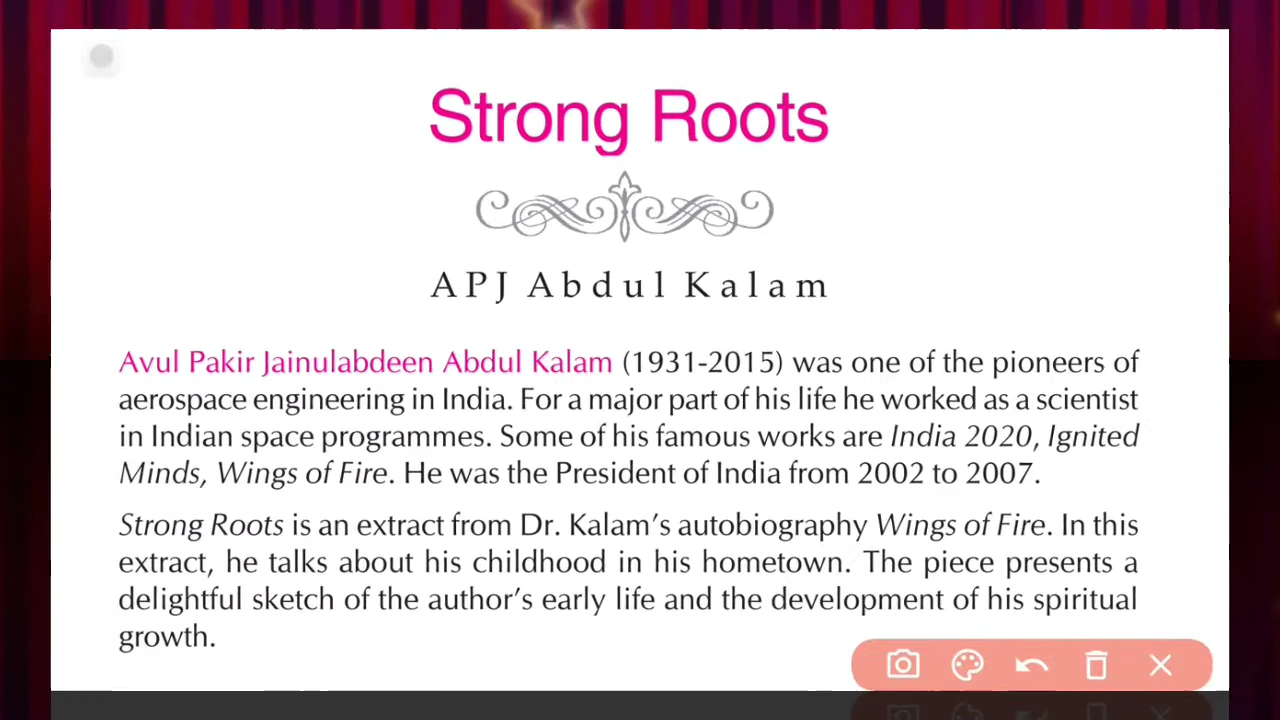 Strong Roots
APJ Abdul Kalam
Avul Pakir Jainulabdeen Abdul Kalam (1931-2015) was one of the pioneers of
aerospace engineering in India. For a major part of his life he worked as a scientist
in Indian space programmes. Some of his famous works are India 2020, Ignited
Minds, Wings of Fire. He was the President of India from 2002 to 2007.
Strong Roots is an extract from Dr. Kalam’s autobiography Wings of Fire. In this
extract, he talks about his childhood in his hometown. The piece presents a
delightful sketch of the author’s early life and the development of his spiritual
growth.